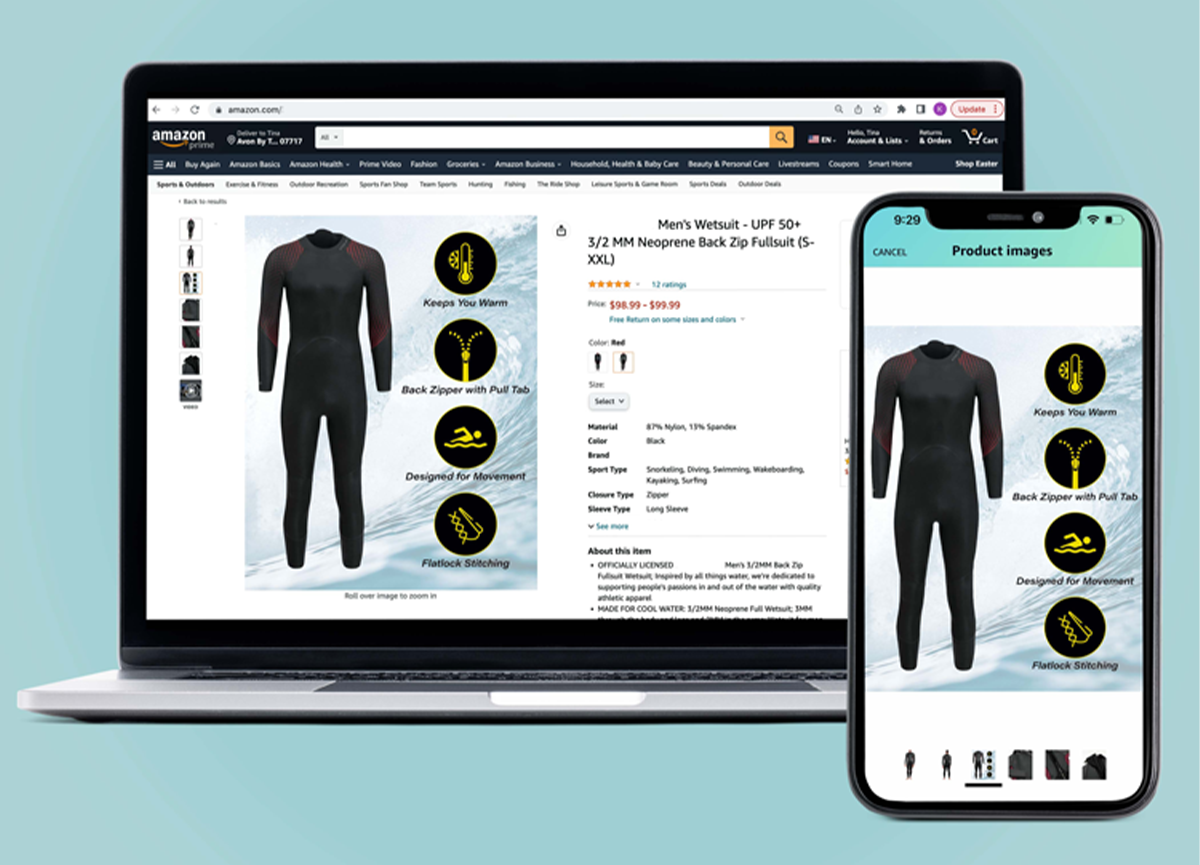 amazon.com/
Update
amazon
prime
Deliver to Tina
Avon By T... 07717
All
EN
Hello, Tina
Account & Lists
Returns
& Orders
0
Cart
All Buy Again Amazon Basics Amazon Health Prime Video Fashion Groceries Amazon Business Household, Health & Baby Care Beauty & Personal Care Livestreams Coupons Smart Home Shop Easter
Sports & Outdoors Exercise & Fitness Outdoor Recreation Sports Fan Shop Team Sports Hunting Fishing The Ride Shop Leisure Sports & Game Room Sports Deals Outdoor Deals
‹ Back to results
VIDEO
Keeps You Warm
Back Zipper with Pull Tab
Designed for Movement
Flatlock Stitching
Roll over image to zoom in
Men's Wetsuit - UPF 50+
3/2 MM Neoprene Back Zip Fullsuit (S-
XXL)
12 ratings
Price: $98.99 - $99.99
Free Return on some sizes and colors
Color: Red
Size:
Select
Material 87% Nylon, 13% Spandex
Color Black
Brand
Sport Type Snorkeling, Diving, Swimming, Wakeboarding,
Kayaking, Surfing
Closure Type Zipper
Sleeve Type Long Sleeve
See more
About this item
• OFFICIALLY LICENSED Men's 3/2MM Back Zip
Fullsuit Wetsuit; Inspired by all things water, we're dedicated to
supporting people's passions in and out of the water with quality
athletic apparel
• MADE FOR COOL WATER: 3/2MM Neoprene Full Wetsuit; 3MM
9:29
CANCEL
Product images
Keeps You Warm
Back Zipper with Pull Tab
Designed for Movement
Flatlock Stitching